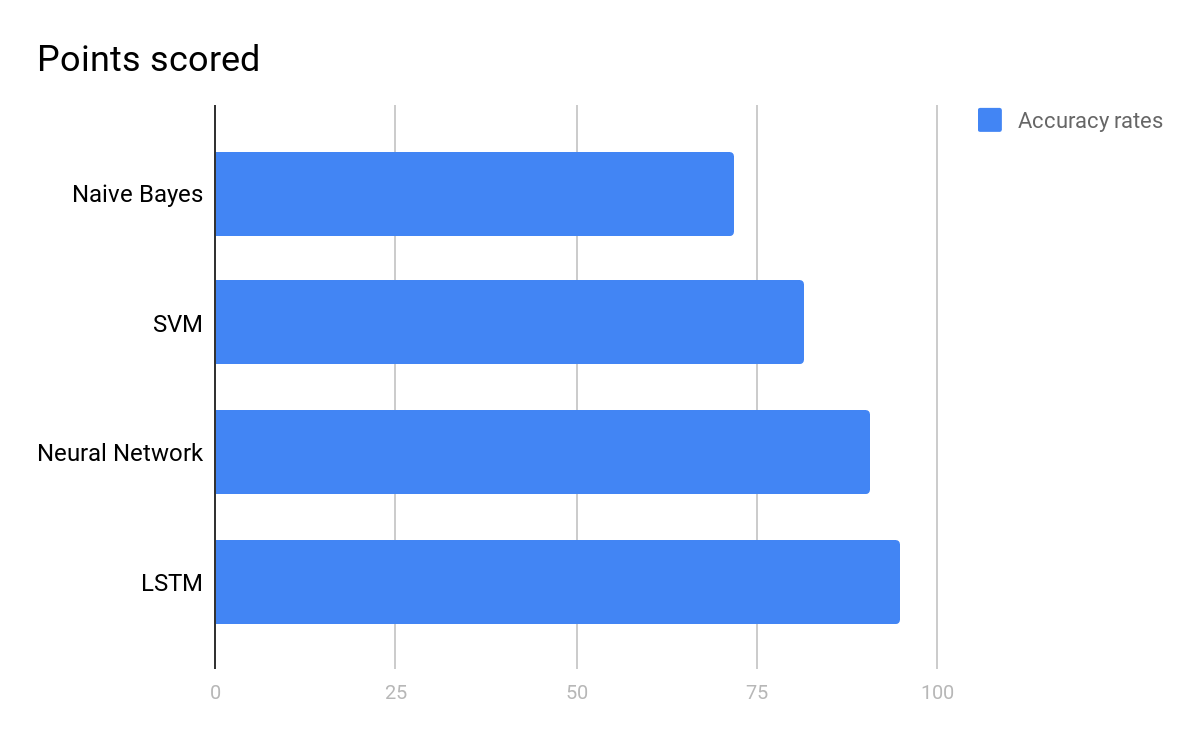 Points scored
Accuracy rates
Naive Bayes
SVM
Neural Network
LSTM
0 25 50 75 100